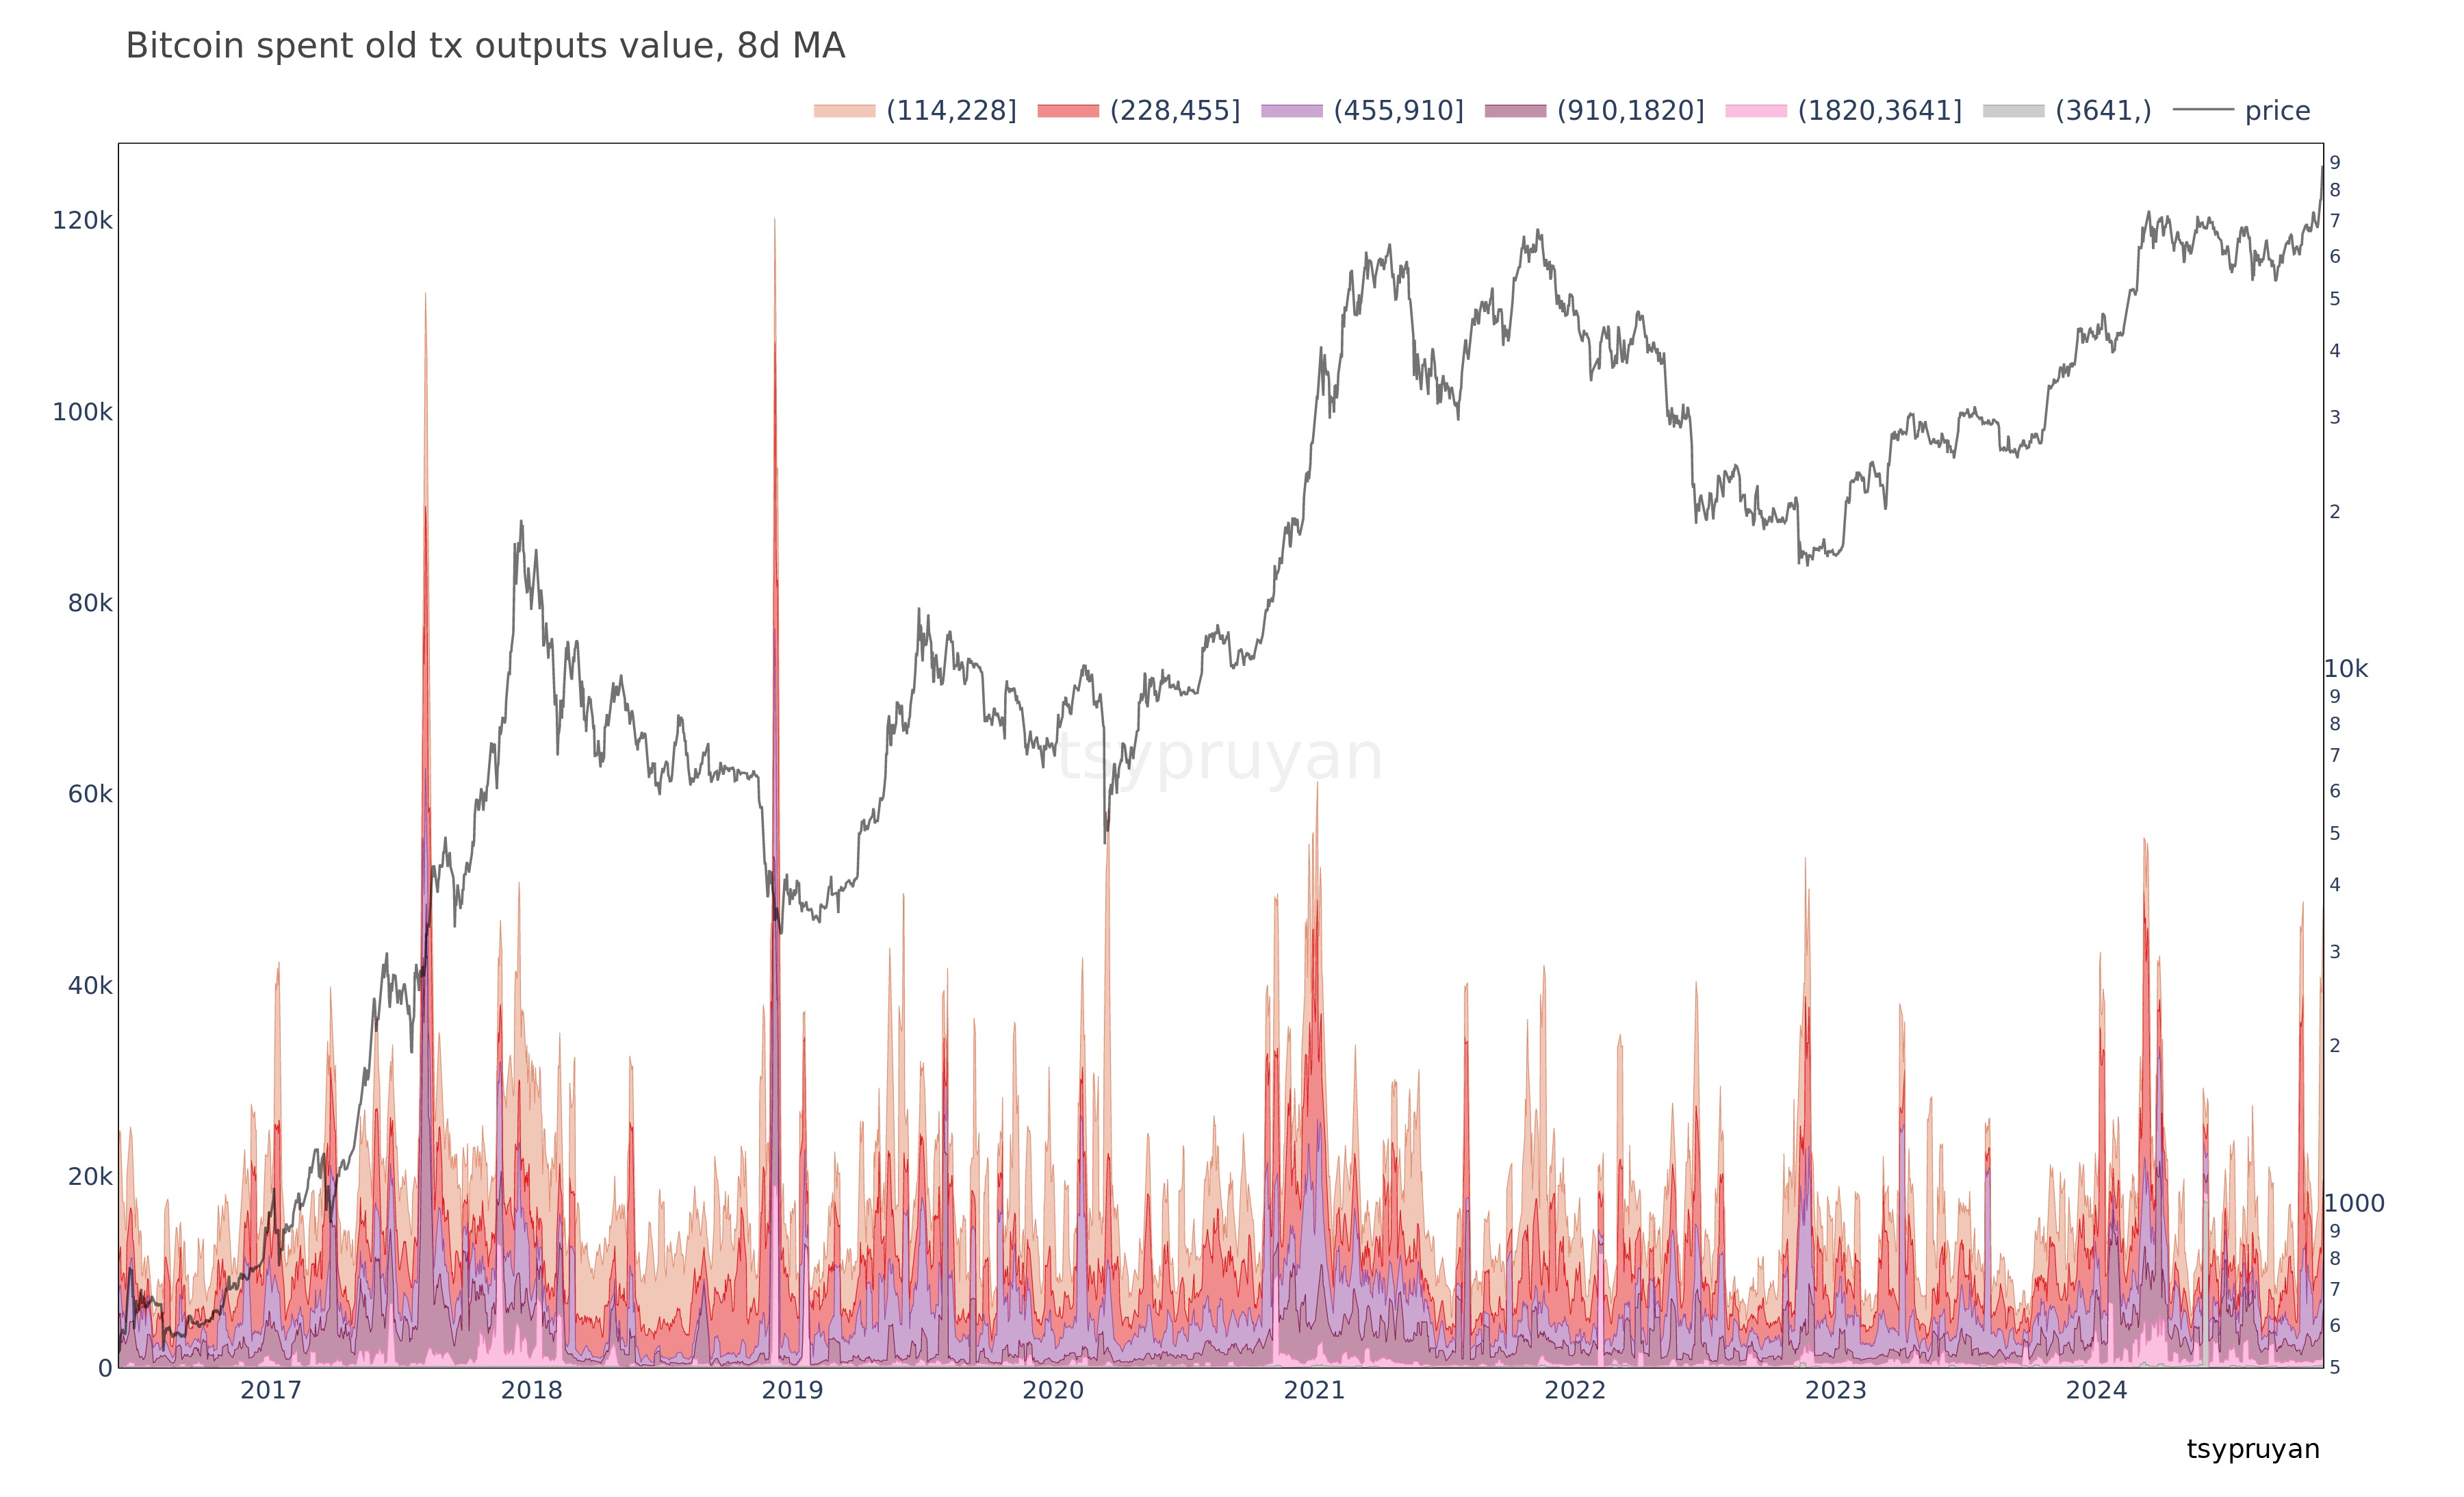 Bitcoin spent old tx outputs value, 8d MA
(114,228] (228,455] (455,910] (910,1820] (1820,3641] (3641,) price
120k
100k
80k
60k
40k
20k
0
9
8
7
6
5
4
3
2
10k
9
8
7
6
5
4
3
2
1000
9
8
7
6
5
tsypruyan
2017 2018 2019 2020 2021 2022 2023 2024
tsypruyan